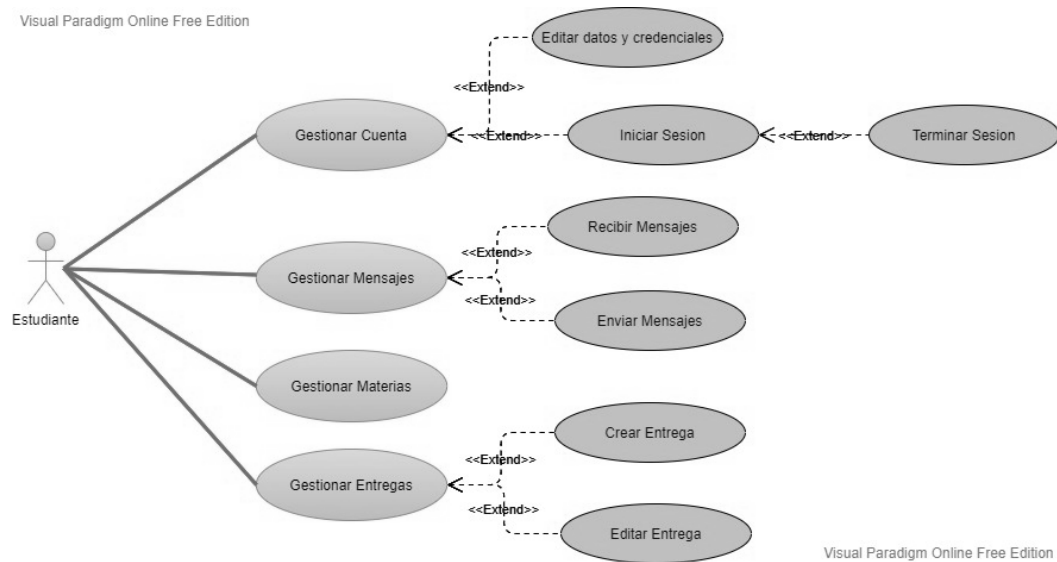 Visual Paradigm Online Free Edition
Editar datos y credenciales
<<Extend>>
Gestionar Cuenta
<<Extend>>
Iniciar Sesion
<<Extend>>
Terminar Sesion
Recibir Mensajes
<<Extend>>
Gestionar Mensajes
<<Extend>>
Enviar Mensajes
Estudiante
Gestionar Materias
Crear Entrega
<<Extend>>
Gestionar Entregas
<<Extend>>
Editar Entrega
Visual Paradigm Online Free Edition